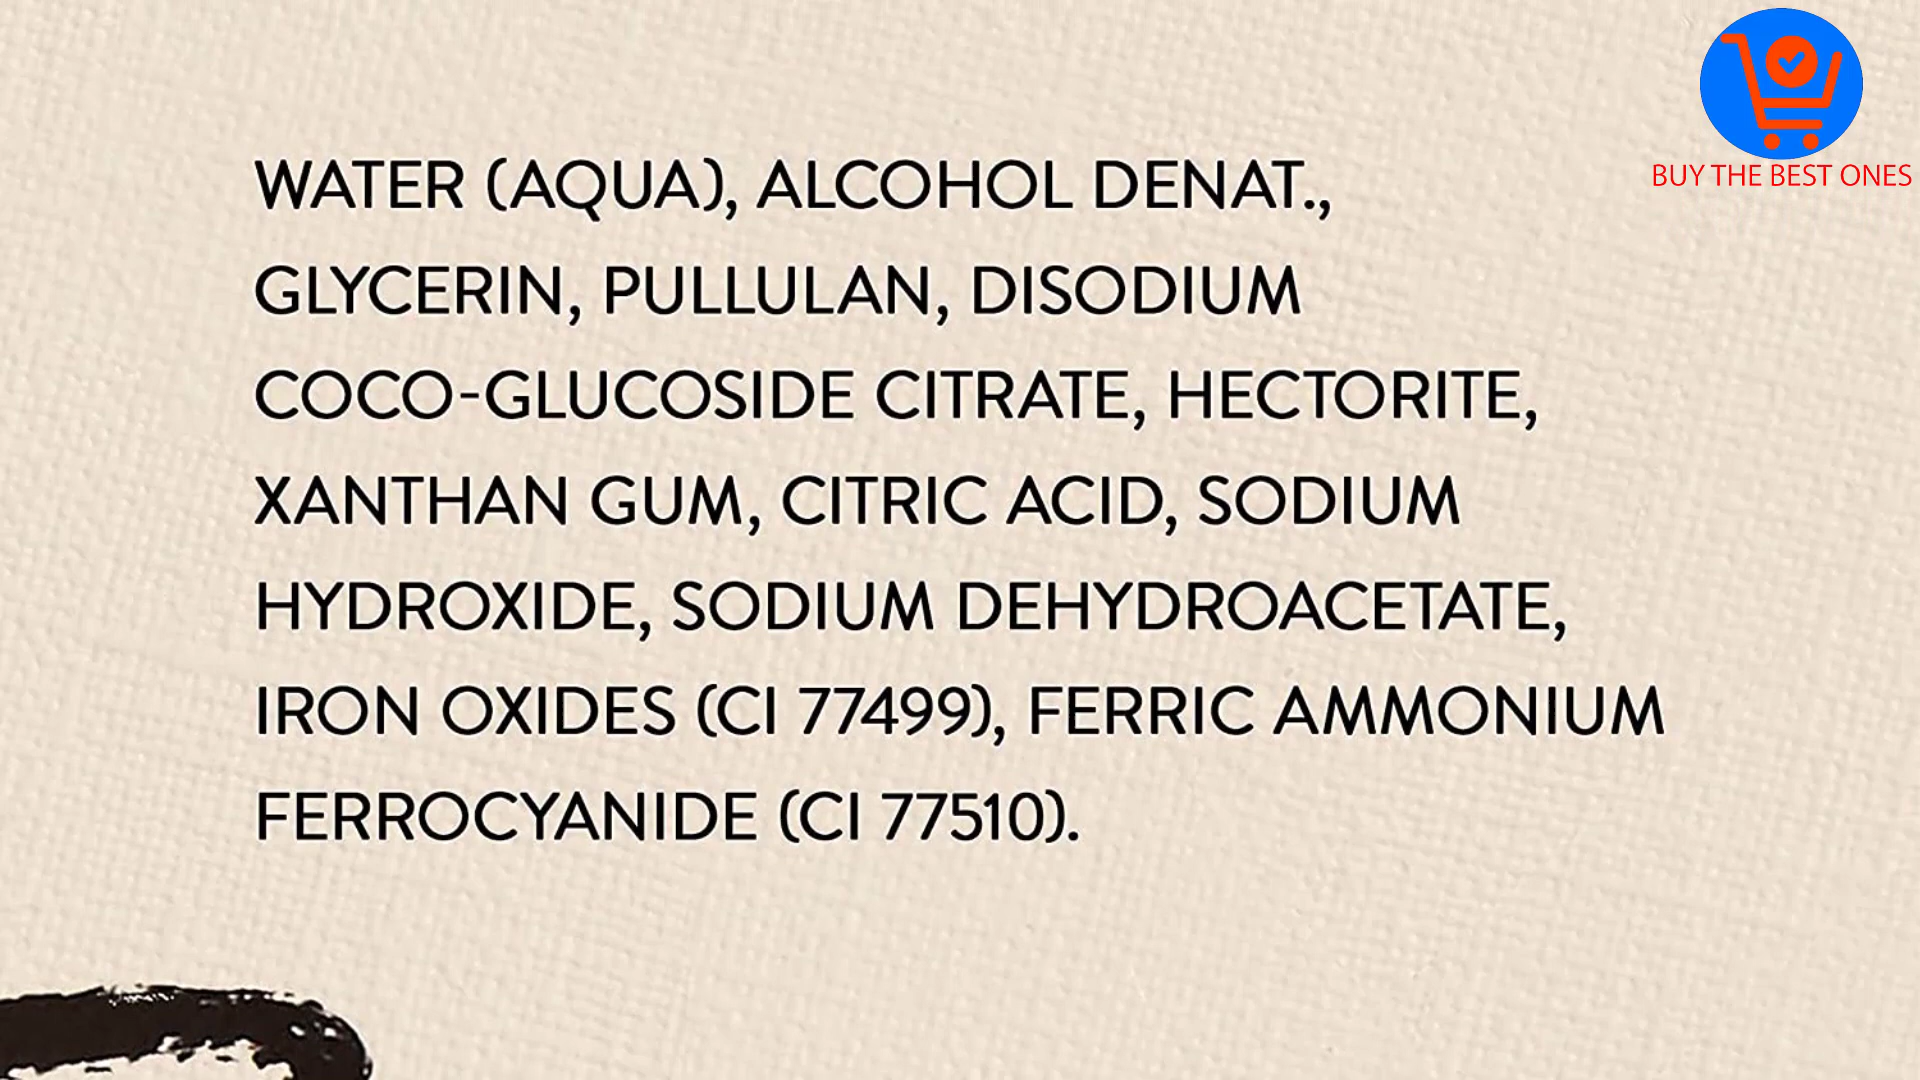 WATER (AQUA), ALCOHOL DENAT.,
GLYCERIN, PULLULAN, DISODIUM
COCO-GLUCOSIDE CITRATE, HECTORITE,
XANTHAN GUM, CITRIC ACID, SODIUM
HYDROXIDE, SODIUM DEHYDROACETATE,
IRON OXIDES (CI 77499), FERRIC AMMONIUM
FERROCYANIDE (CI 77510).
BUY THE BEST ONES